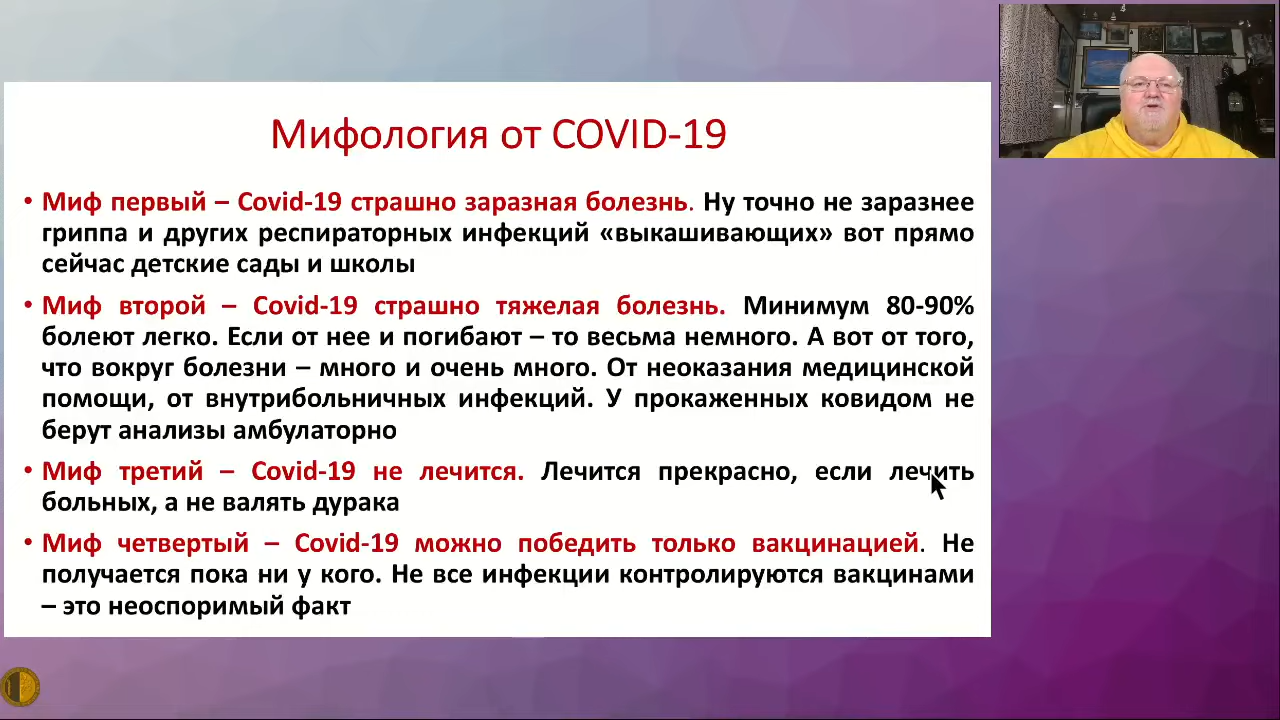 Мифология от COVID-19
• Миф первый – Covid-19 страшно заразная болезнь. Ну точно не заразнее
гриппа и других респираторных инфекций «выкашивающих» вот прямо
сейчас детские сады и школы
• Миф второй – Covid-19 страшно тяжелая болезнь. Минимум 80-90%
болеют легко. Если от нее и погибают – то весьма немного. А вот от того,
что вокруг болезни – много и очень много. От неоказания медицинской
помощи, от внутрибольничных инфекций. У прокаженных ковидом не
берут анализы амбулаторно
• Миф третий – Covid-19 не лечится. Лечится прекрасно, если лечить
больных, а не валять дурака
• Миф четвертый – Covid-19 можно победить только вакцинацией. Не
получается пока ни у кого. Не все инфекции контролируются вакцинами
– это неоспоримый факт